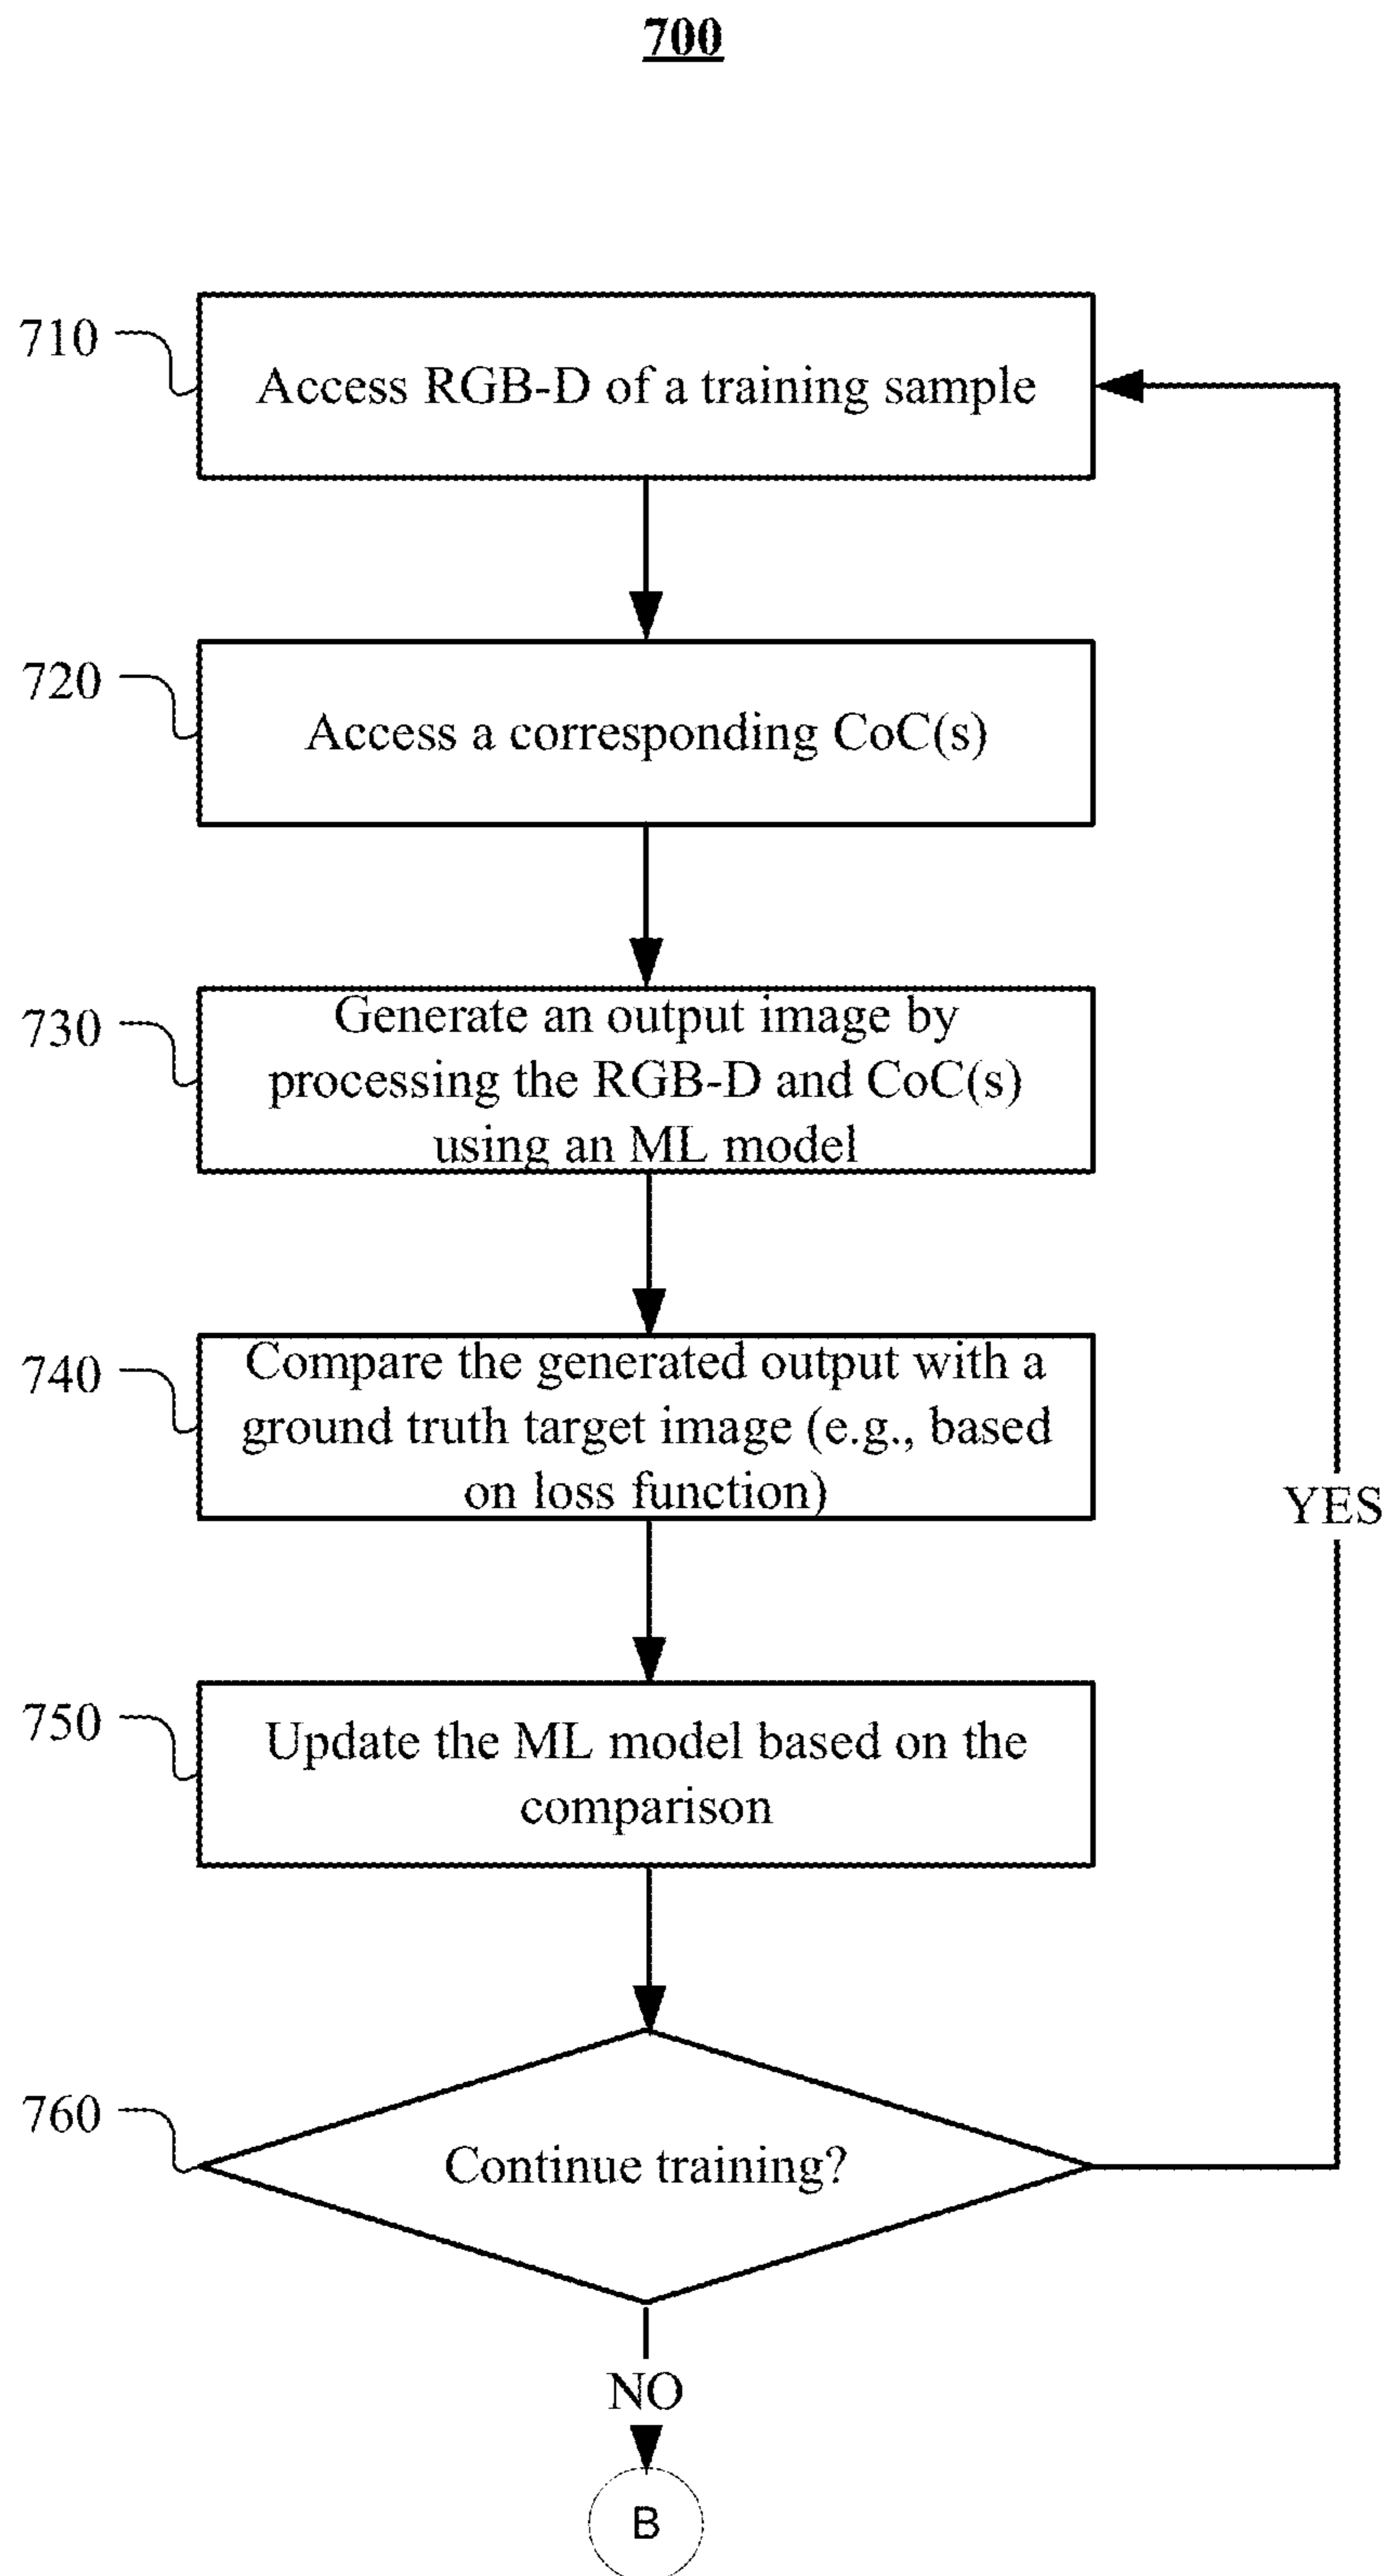 700
710
Access RGB-D of a training sample
720
Access a corresponding CoC(s)
730
Generate an output image by
processing the RGB-D and CoC(s)
using an ML model
740
Compare the generated output with a
ground truth target image (e.g., based
on loss function)
YES
750
Update the ML model based on the
comparison
760
Continue training?
NO
B